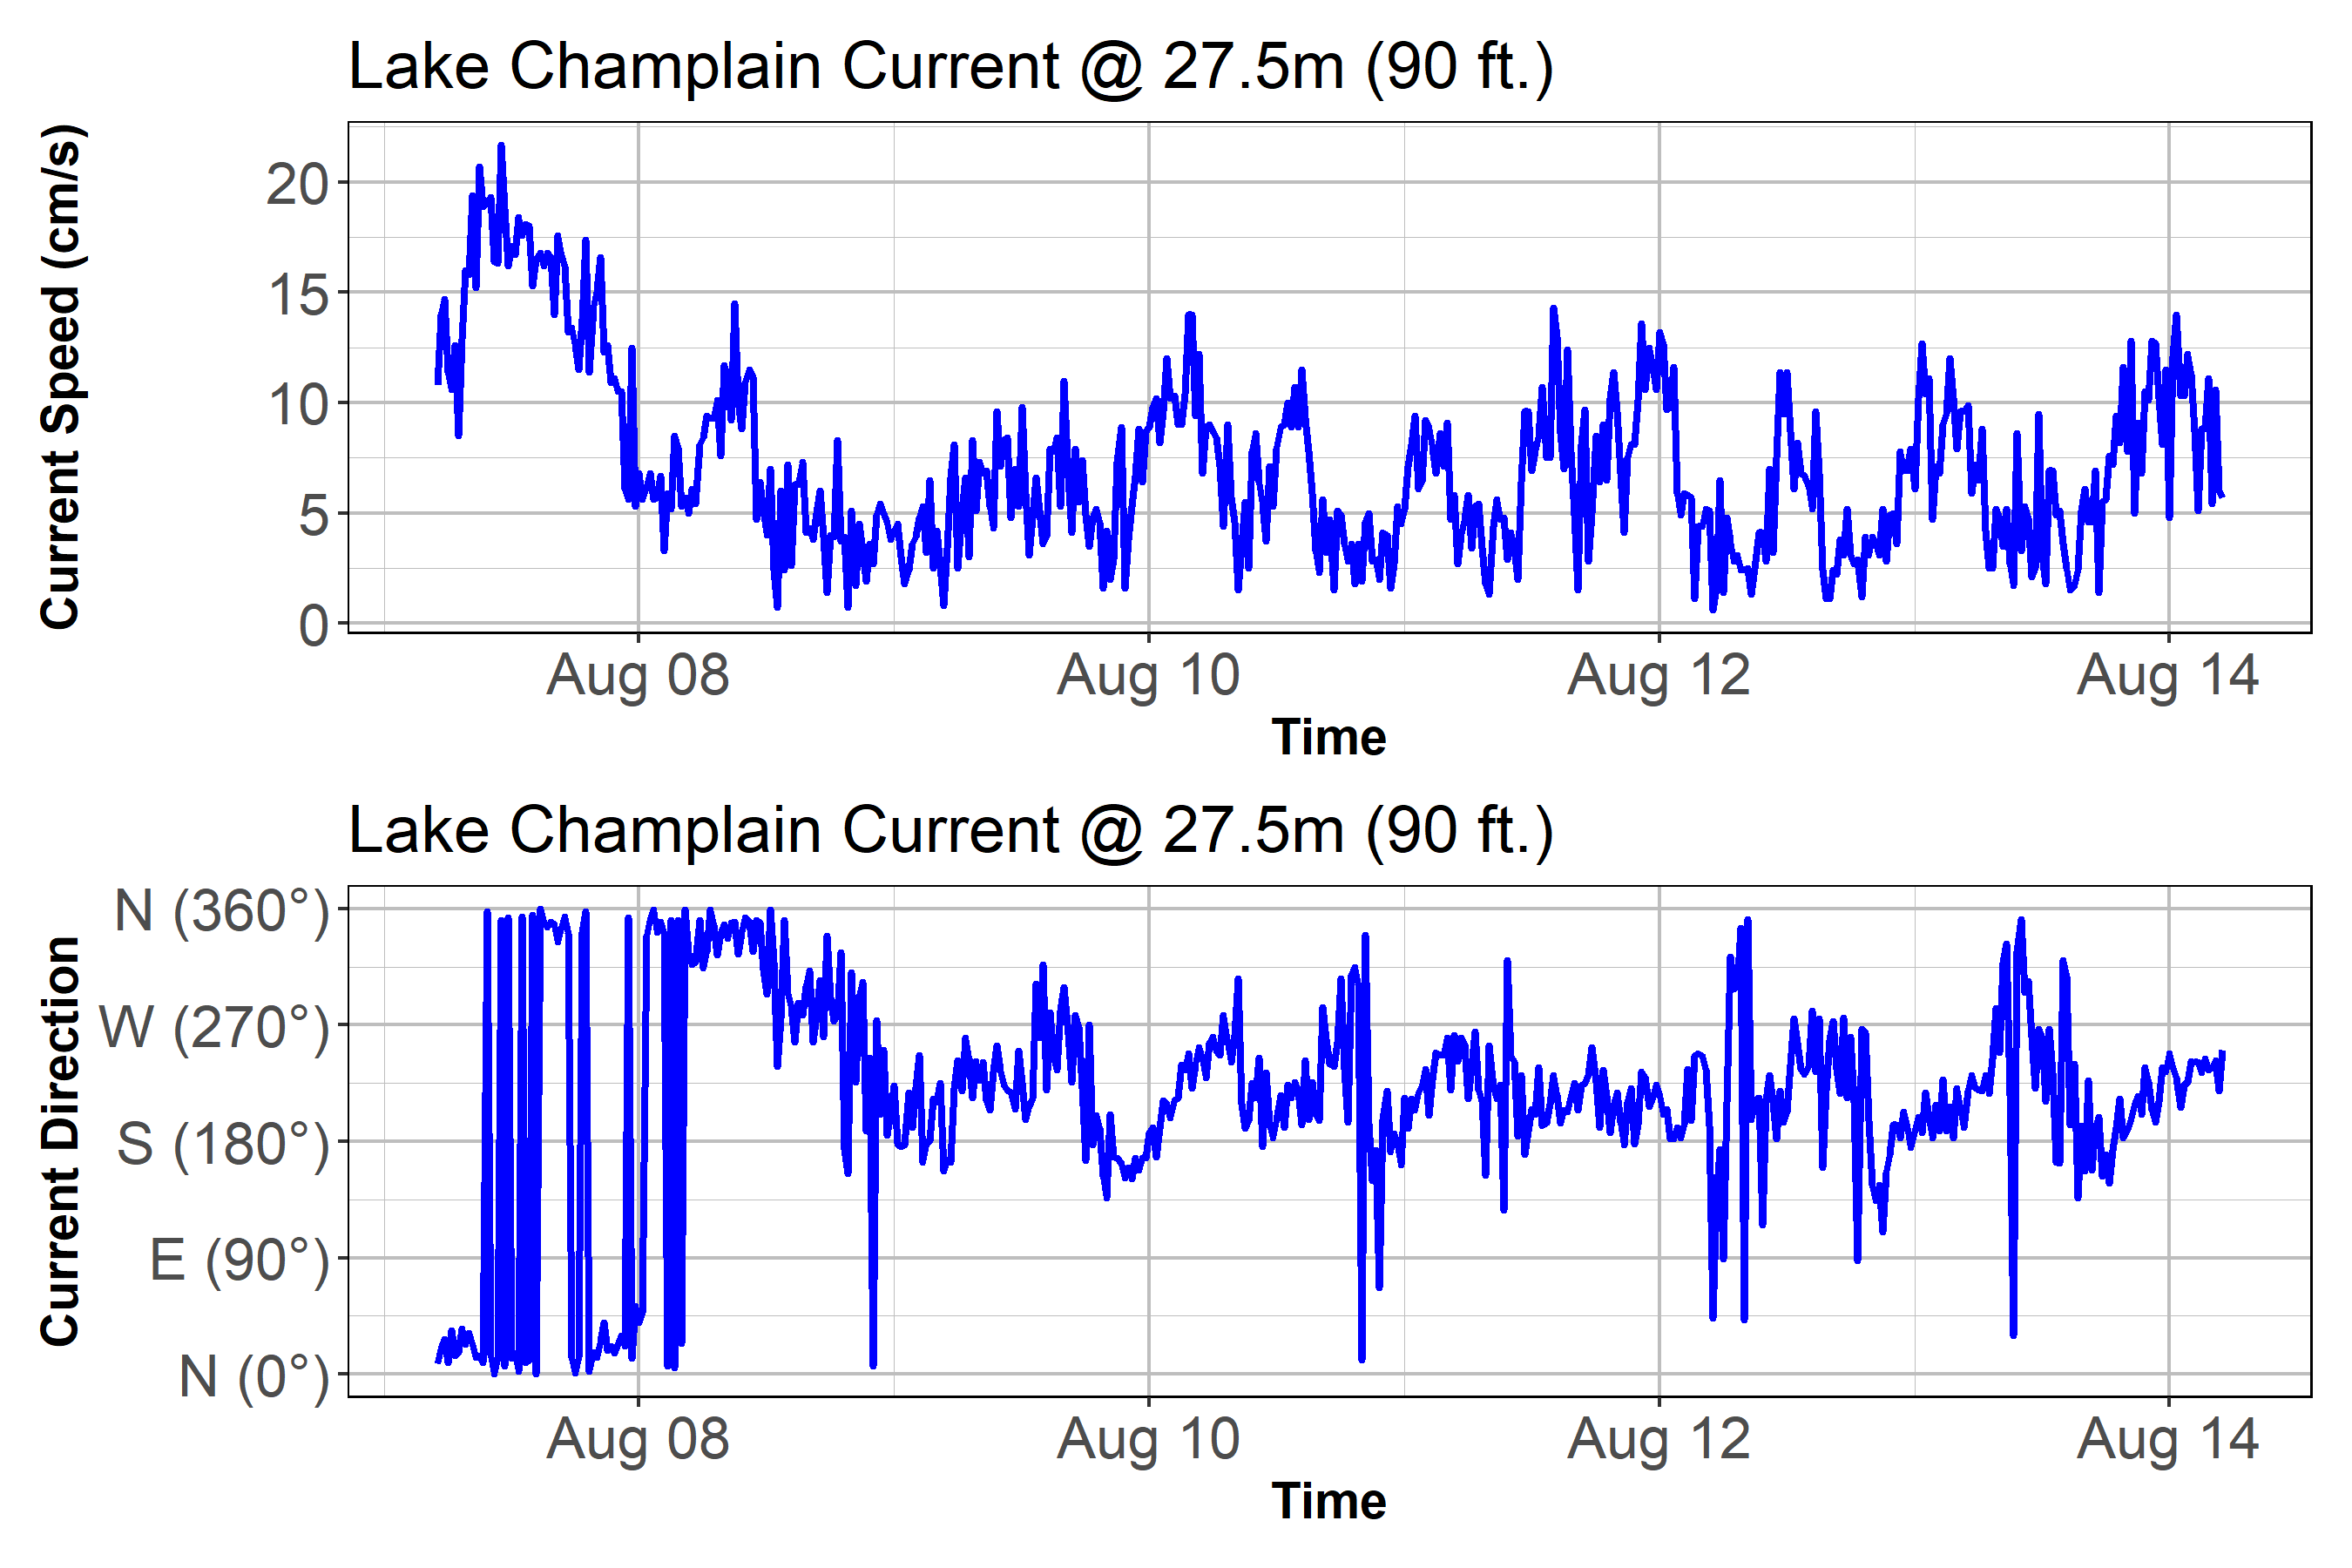 Lake Champlain Current @ 27.5m (90 ft.)
Current Speed (cm/s)
20
15
10
5
0
Aug 08
Aug 10
Aug 12
Aug 14
Time
Lake Champlain Current @ 27.5m (90 ft.)
Current Direction
N (360°)
W (270°)
S (180°)
E (90°)
N (0°)
Aug 08
Aug 10
Aug 12
Aug 14
Time